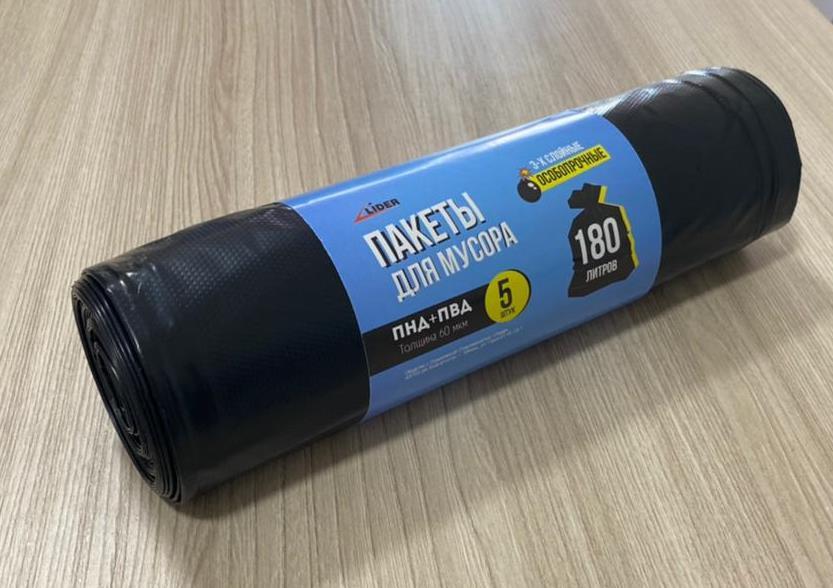 LIDER
ПАКЕТЫ
ДЛЯ МУСОРА
3-Х СЛОЙНЫЕ
ОСОБОПРОЧНЫЕ
180
ЛИТРОВ
5
ШТУК
ПНД+ПВД
Толщина 60 мкм